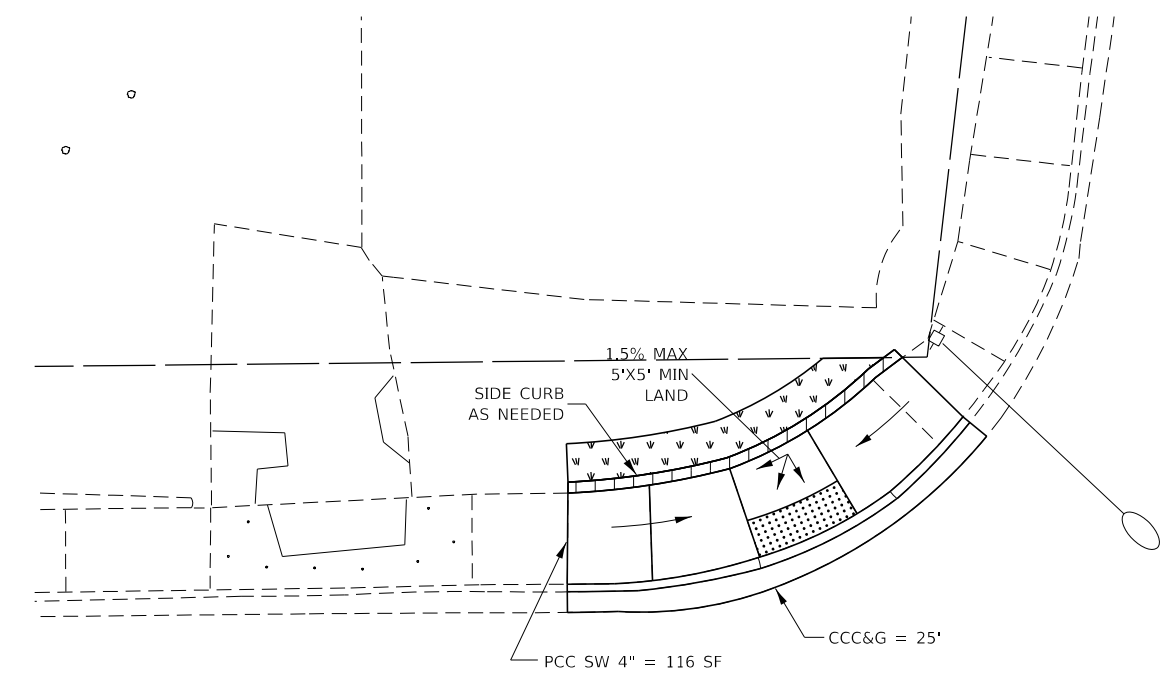 1.5% MAX
5'X5' MIN
LAND
SIDE CURB
AS NEEDED
CCC&G = 25'
PCC SW 4" = 116 SF